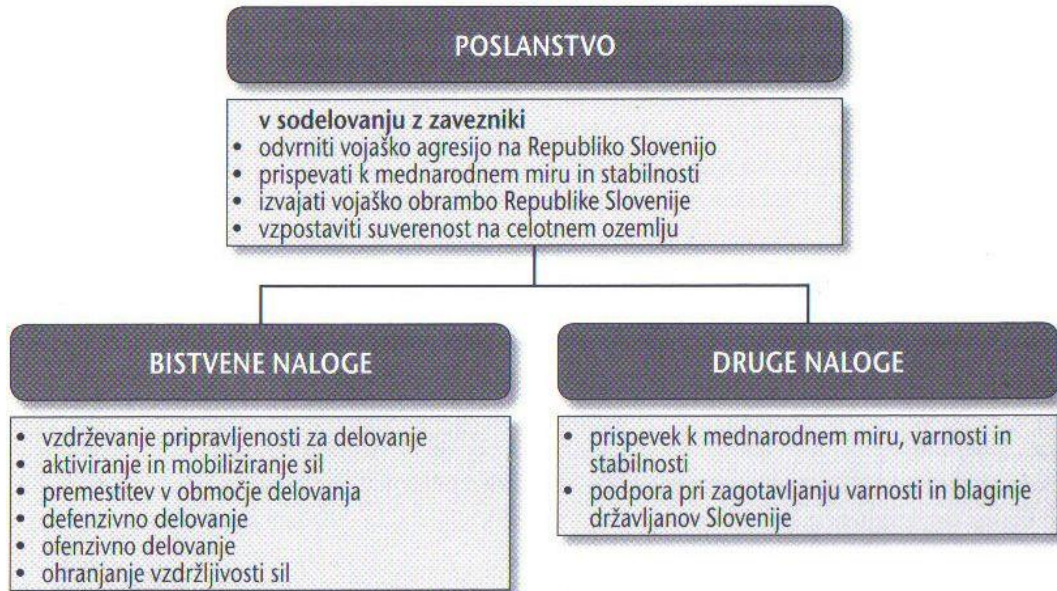 POSLANSTVO
v sodelovanju z zavezniki
• odvrniti vojaško agresijo na Republiko Slovenijo
• prispevati k mednarodnem miru in stabilnosti
• izvajati vojaško obrambo Republike Slovenije
• vzpostaviti suverenost na celotnem ozemlju
BISTVENE NALOGE
• vzdrževanje pripravljenosti za delovanje
• aktiviranje in mobiliziranje sil
• premestitev v območje delovanja
• defenzivno delovanje
• ofenzivno delovanje
• ohranjanje vzdržljivosti sil
DRUGE NALOGE
• prispevek k mednarodnem miru, varnosti in
stabilnosti
• podpora pri zagotavljanju varnosti in blaginje
državljanov Slovenije